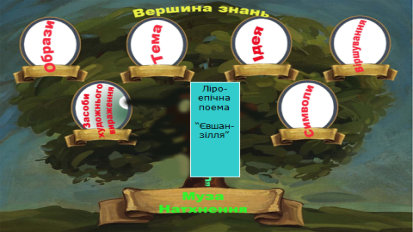 Вершина знань
Образи
Тема
Ідея
Віршування
Засоби
художнього
вираження
Символи
Ліро-
епічна
поема
“Євшан-
зілля”
Муза
Натхнення